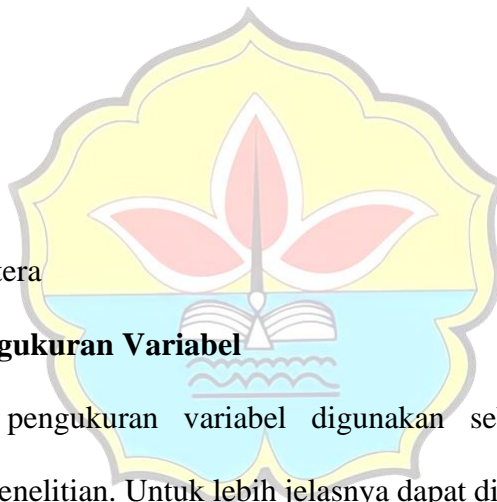 tera
gukuran Variabel
pengukuran variabel digunakan se
enelitian. Untuk lebih jelasnya dapat di